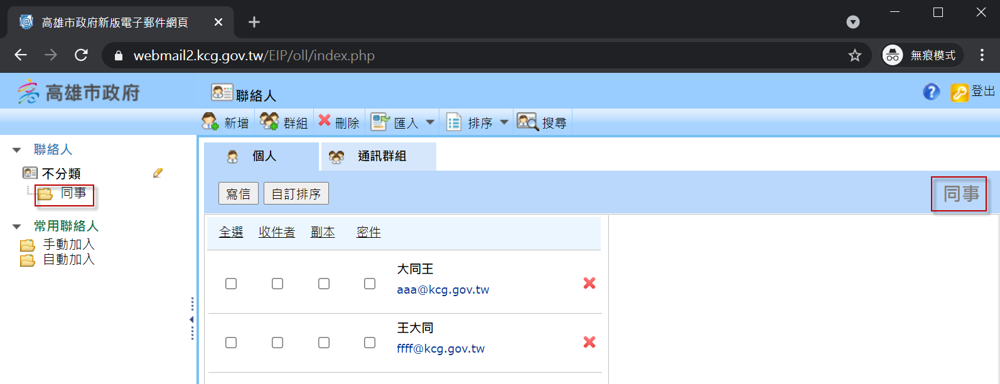 高雄市政府新版電子郵件網頁
webmail2.kcg.gov.tw/EIP/oll/index.php
無痕模式
高雄市政府
聯絡人
登出
新增 群組 刪除 匯入 排序 搜尋
聯絡人
不分類
同事
常用聯絡人
手動加入
自動加入
個人 通訊群組
寫信 自訂排序 同事
全選 收件者 副本 密件
大同王
aaa@kcg.gov.tw
王大同
ffff@kcg.gov.tw